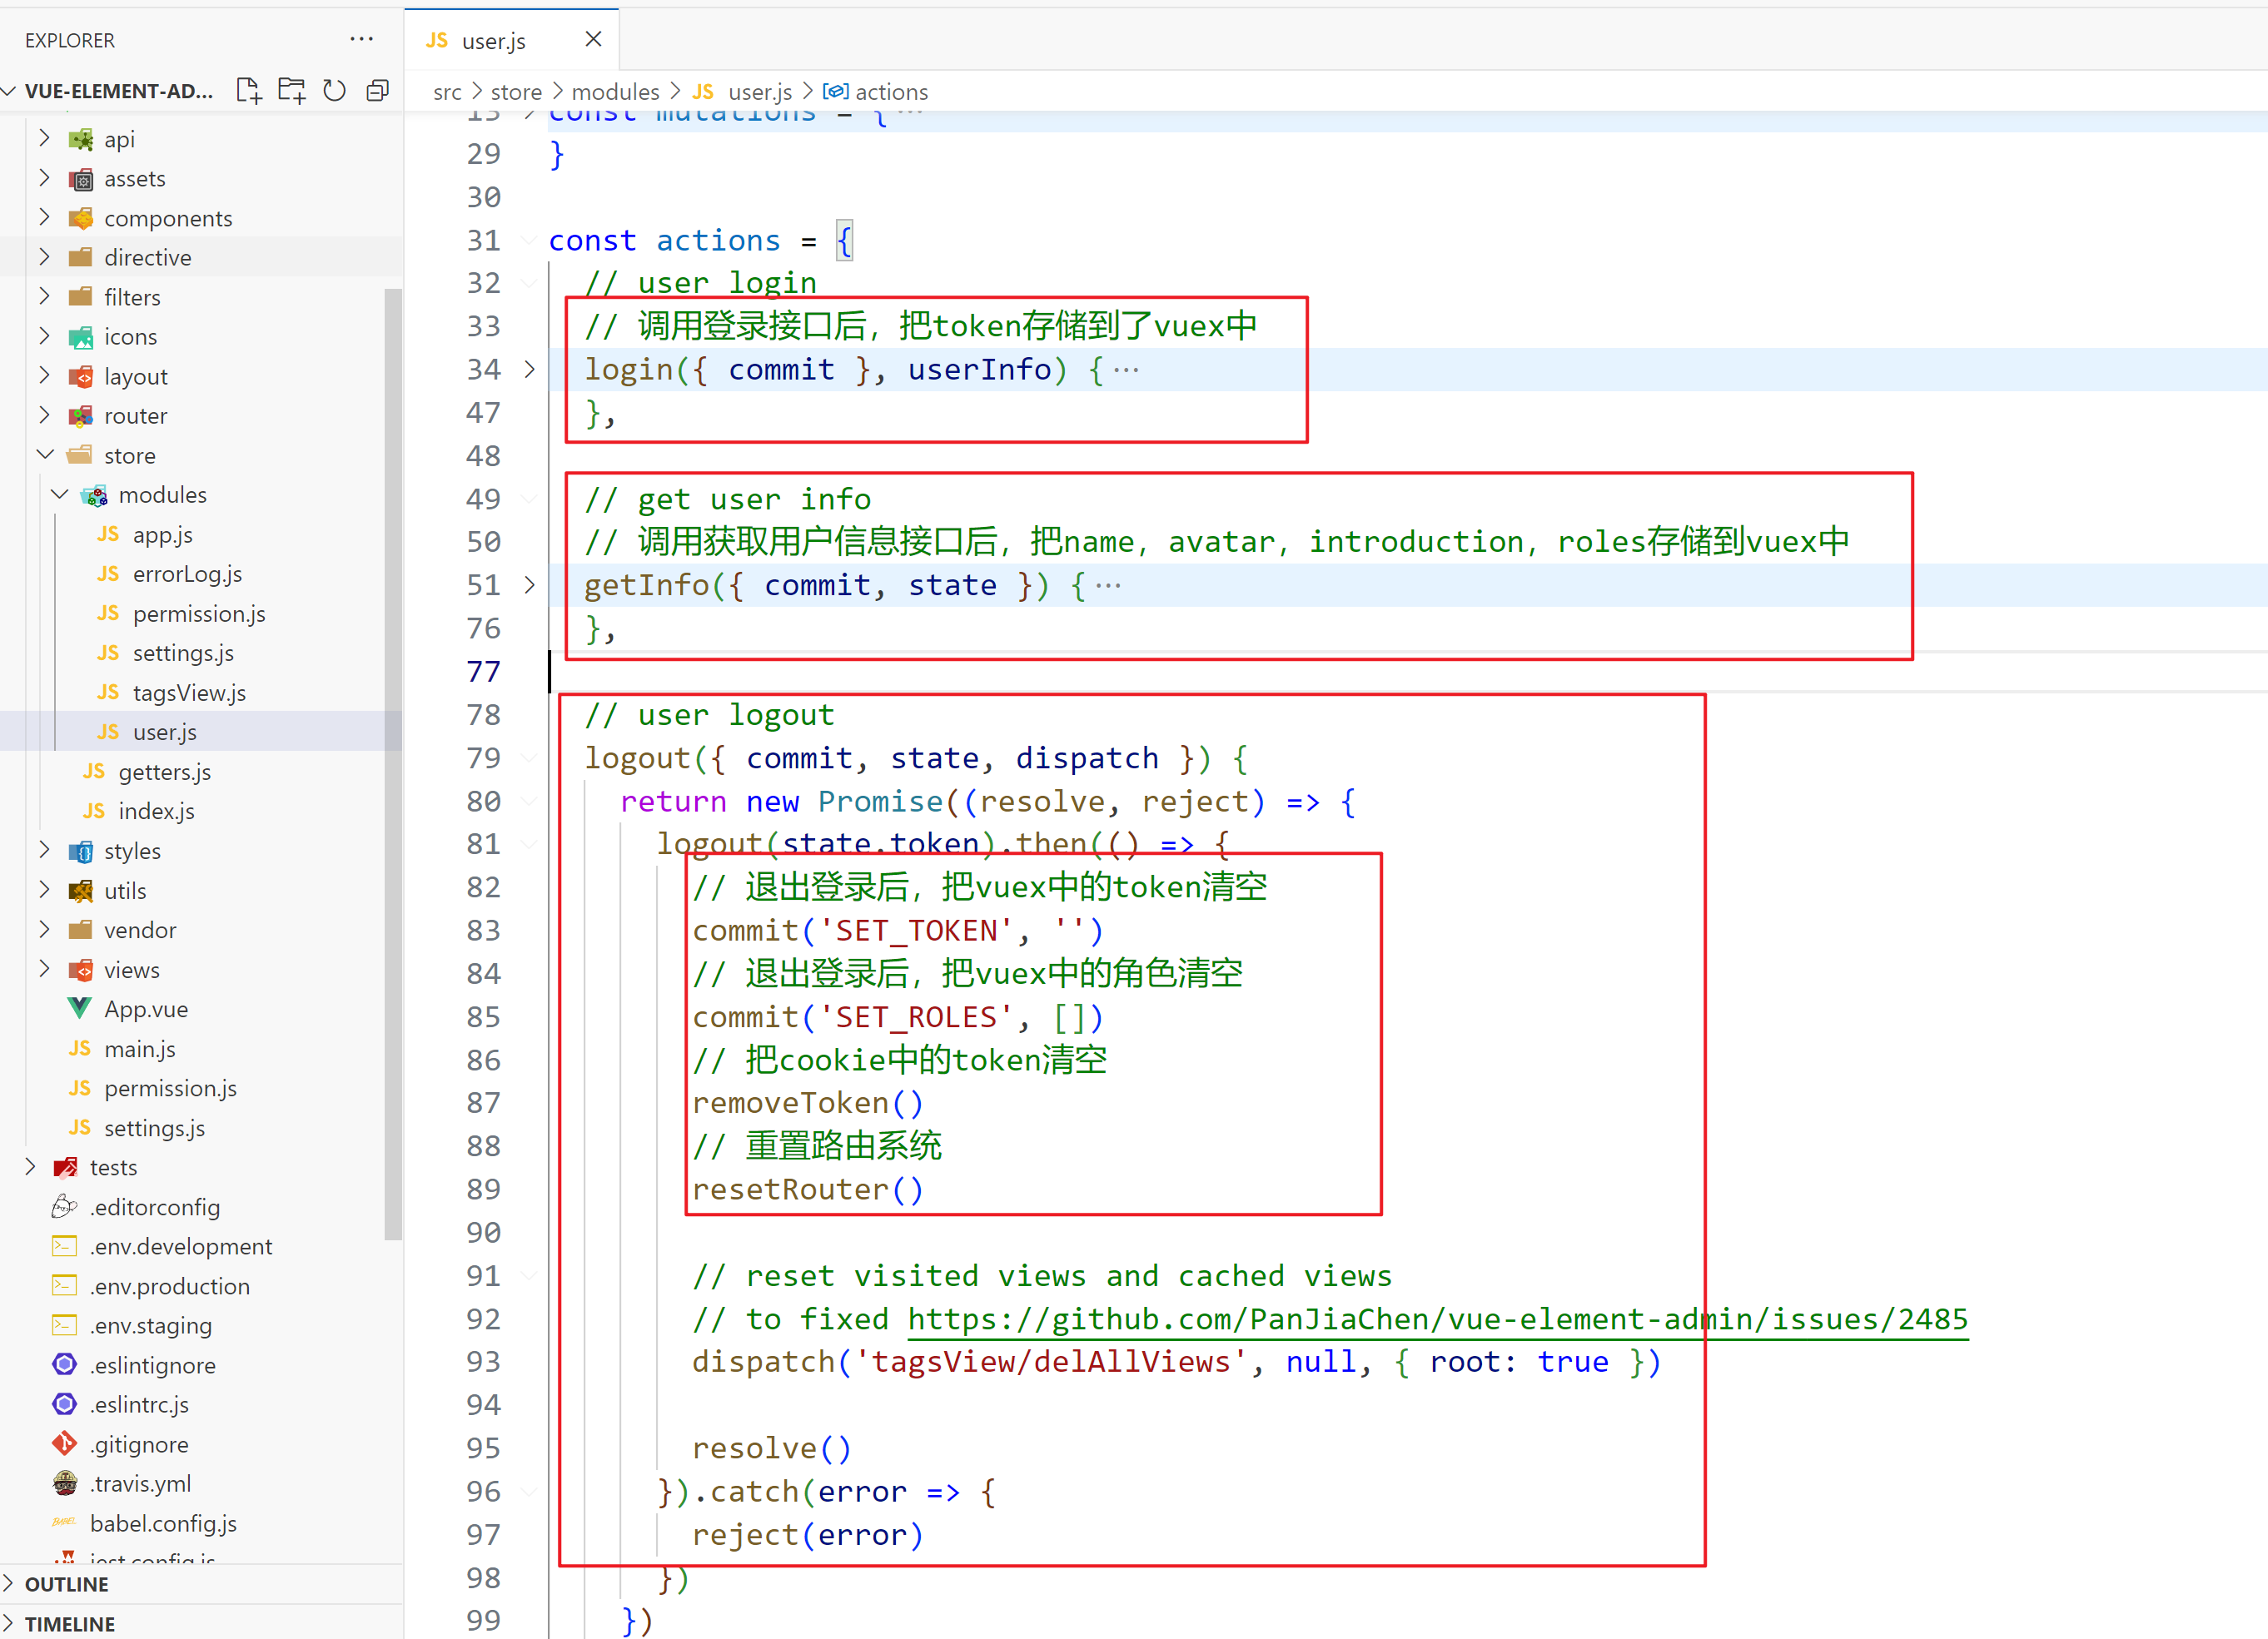 EXPLORER
VUE-ELEMENT-AD...
api
assets
components
directive
filters
icons
layout
router
store
modules
JS app.js
JS errorLog.js
JS permission.js
JS settings.js
JS tagsView.js
JS user.js
JS getters.js
JS index.js
styles
utils
vendor
views
App.vue
JS main.js
JS permission.js
JS settings.js
tests
.editorconfig
.env.development
.env.production
.env.staging
.eslintignore
.eslintrc.js
.gitignore
.travis.yml
BABEL babel.config.js
jest.config.js
OUTLINE
TIMELINE
JS user.js
src > store > modules > JS user.js > actions
13 const mutations = { ...
29 }
30
31 const actions = {
32 // user login
33 // 调用登录接口后，把token存储到了vuex中
34 login({ commit }, userInfo) { ...
47 },
48
49 // get user info
50 // 调用获取用户信息接口后，把name，avatar，introduction，roles存储到vuex中
51 getInfo({ commit, state }) { ...
76 },
77
78 // user logout
79 logout({ commit, state, dispatch }) {
80 return new Promise((resolve, reject) => {
81 logout(state.token).then(() => {
82 // 退出登录后，把vuex中的token清空
83 commit('SET_TOKEN', '')
84 // 退出登录后，把vuex中的角色清空
85 commit('SET_ROLES', [])
86 // 把cookie中的token清空
87 removeToken()
88 // 重置路由系统
89 resetRouter()
90
91 // reset visited views and cached views
92 // to fixed https://github.com/PanJiaChen/vue-element-admin/issues/2485
93 dispatch('tagsView/delAllViews', null, { root: true })
94
95 resolve()
96 }).catch(error => {
97 reject(error)
98 })
99 })